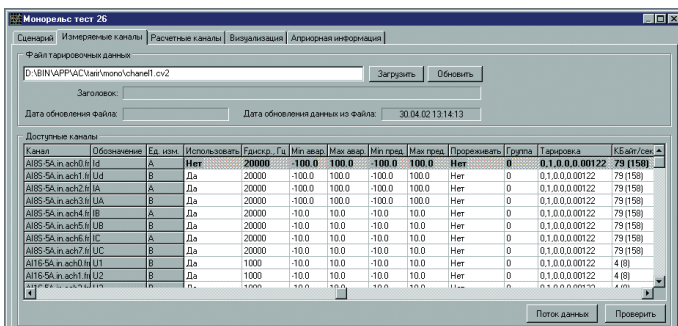 Монорельс тест 26
Сценарий Измеряемые каналы Расчетные каналы Визуализация Априорная информация
Файл тарировочных данных
D:\BIN\APP\AC\tarir\mono\chanel1.cv2 Загрузить Обновить
Заголовок:
Дата обновления файла: Дата обновления данных из файла: 30.04.02 13:14:13
Доступные каналы
Канал Обозначение Ед. изм. Использовать Fдискр., Гц Min авар. Max авар. Min пред. Max пред. Прореживать Группа Тарировка КБайт/сек
AI8S-5A.in.ach0.fr Id А Нет 20000 -100.0 100.0 -100.0 100.0 Нет 0 0,1,0.0,0.00122 79 (158)
AI8S-5A.in.ach1.fr Ud В Да 20000 -100.0 100.0 -100.0 100.0 Нет 0 0,1,0.0,0.00122 79 (158)
AI8S-5A.in.ach2.fr IA А Да 20000 -100.0 100.0 -100.0 100.0 Нет 0 0,1,0.0,0.00122 79 (158)
AI8S-5A.in.ach3.fr UA В Да 20000 -100.0 100.0 -100.0 100.0 Нет 0 0,1,0.0,0.00122 79 (158)
AI8S-5A.in.ach4.fr IB А Да 20000 -10.0 10.0 -10.0 10.0 Нет 0 0,1,0.0,0.00122 79 (158)
AI8S-5A.in.ach5.fr UB В Да 20000 -10.0 10.0 -10.0 10.0 Нет 0 0,1,0.0,0.00122 79 (158)
AI8S-5A.in.ach6.fr IC А Да 20000 -10.0 10.0 -10.0 10.0 Нет 0 0,1,0.0,0.00122 79 (158)
AI8S-5A.in.ach7.fr UC В Да 20000 -10.0 10.0 -10.0 10.0 Нет 0 0,1,0.0,0.00122 79 (158)
AI16-5A.in.ach0.fr U1 В Да 1000 -10.0 10.0 -10.0 10.0 Нет 0 0,1,0.0,0.00122 4 (8)
AI16-5A.in.ach1.fr U2 В Да 1000 -10.0 10.0 -10.0 10.0 Нет 0 0,1,0.0,0.00122 4 (8)
Поток данных Проверить